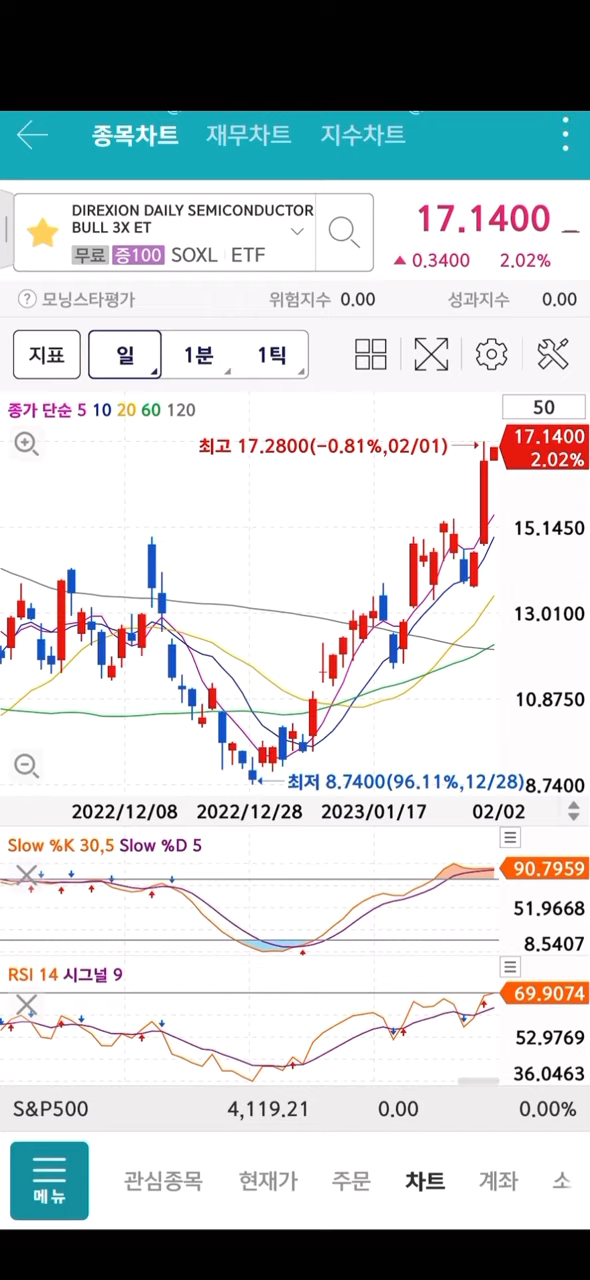 종목차트 재무차트 지수차트
DIREXION DAILY SEMICONDUCTOR
BULL 3X ET
무료 증100 SOXL ETF
17.1400
▲ 0.3400 2.02%
? 모닝스타평가 위험지수 0.00 성과지수 0.00
지표 일 1분 1틱
종가 단순 5 10 20 60 120
50
최고 17.2800(−0.81%,02/01)
17.1400
2.02%
15.1450
13.0100
10.8750
최저 8.7400(96.11%,12/28)
8.7400
2022/12/08 2022/12/28 2023/01/17 02/02
Slow %K 30,5 Slow %D 5
90.7959
51.9668
8.5407
RSI 14 시그널 9
69.9074
52.9769
36.0463
S&P500 4,119.21 0.00 0.00%
메뉴 관심종목 현재가 주문 차트 계좌 소